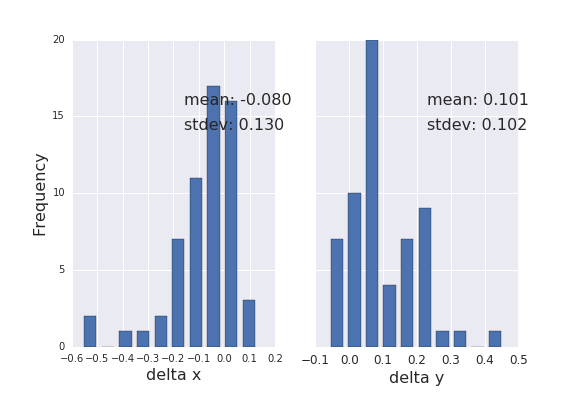 20
15
10
5
0
Frequency
mean: -0.080
stdev: 0.130
−0.6 −0.5 −0.4 −0.3 −0.2 −0.1 0.0 0.1 0.2
delta x
mean: 0.101
stdev: 0.102
−0.1 0.0 0.1 0.2 0.3 0.4 0.5
delta y